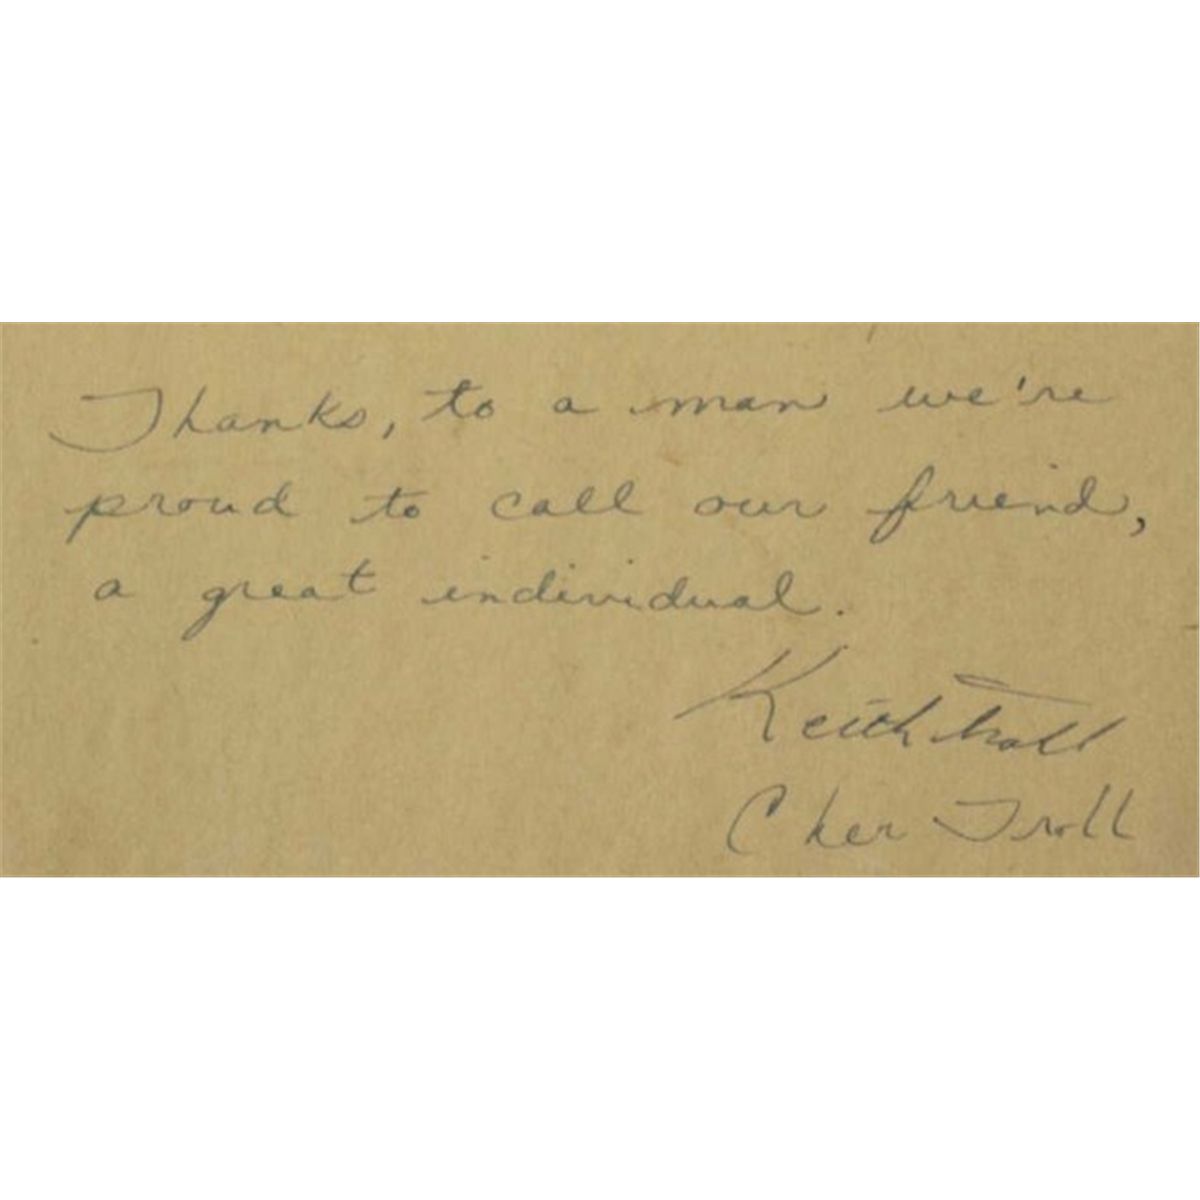 Thanks, to a man we're
proud to call our friend,
a great individual.
Keith Troll
Cher Troll